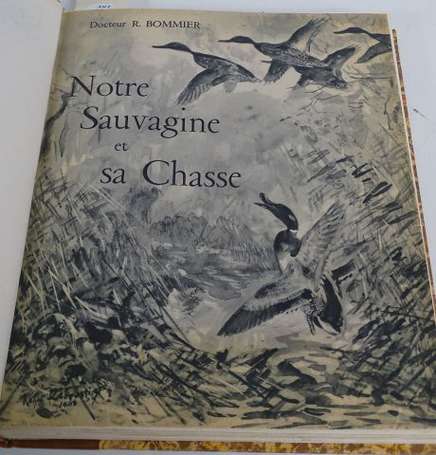 Docteur R. BOMMIER
Notre
Sauvagine
et
sa Chasse